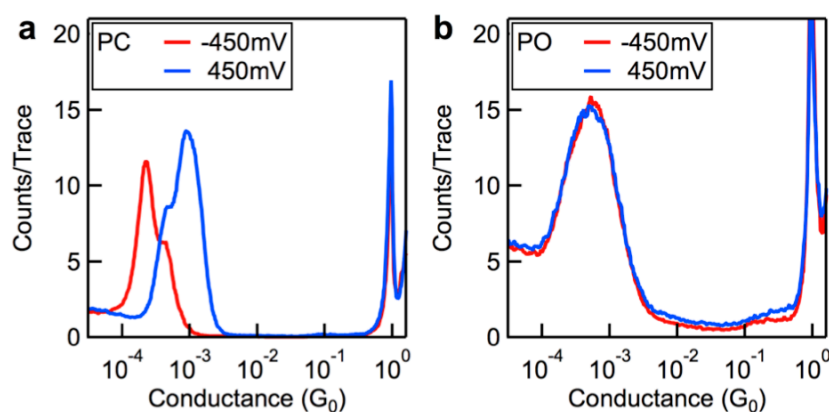 a
PC -450mV
450mV
20
15
10
5
0
Counts/Trace
10-4 10-3 10-2 10-1 100
Conductance (G0)
b
PO -450mV
450mV
20
15
10
5
0
Counts/Trace
10-4 10-3 10-2 10-1 100
Conductance (G0)